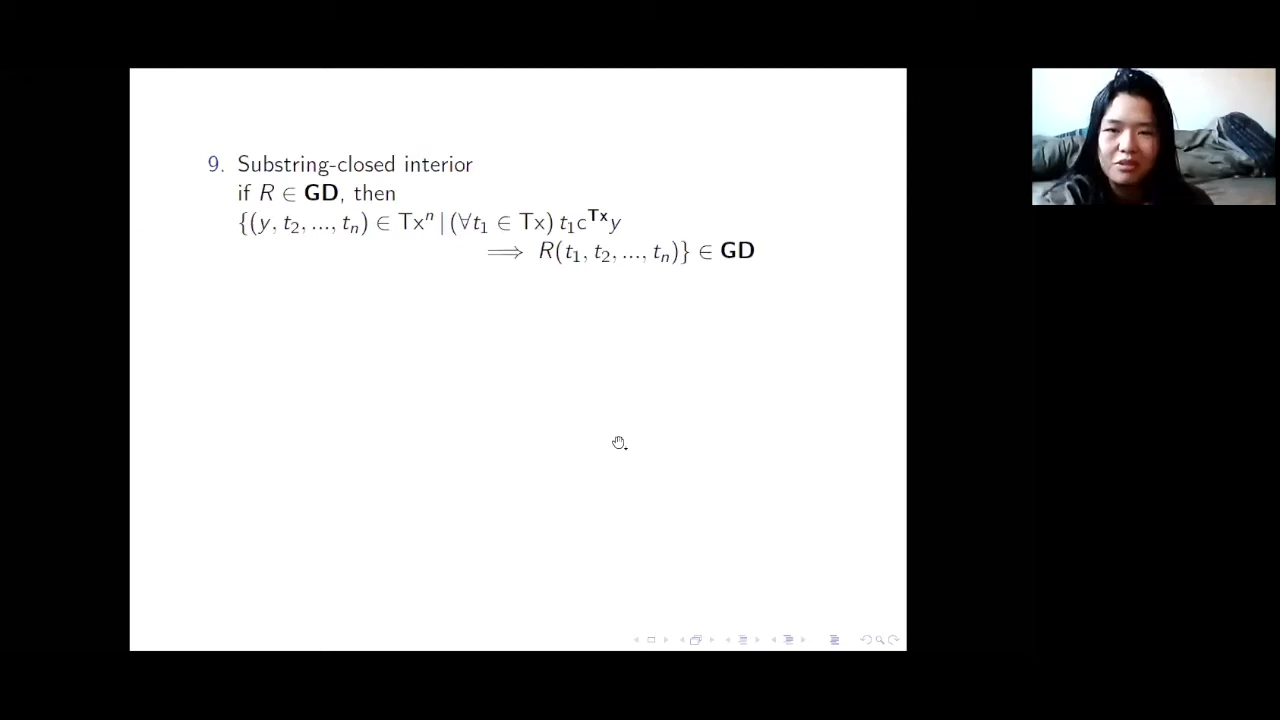 9. Substring-closed interior
if R ∈ GD, then
{(y, t₂, ..., tₙ) ∈ Txⁿ | (∀t₁ ∈ Tx) t₁c^Tx y
⟹ R(t₁, t₂, ..., tₙ)} ∈ GD